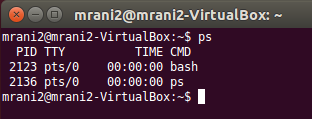 mrani2@mrani2-VirtualBox: ~
mrani2@mrani2-VirtualBox:~$ ps
  PID TTY          TIME CMD
 2123 pts/0    00:00:00 bash
 2136 pts/0    00:00:00 ps
mrani2@mrani2-VirtualBox:~$